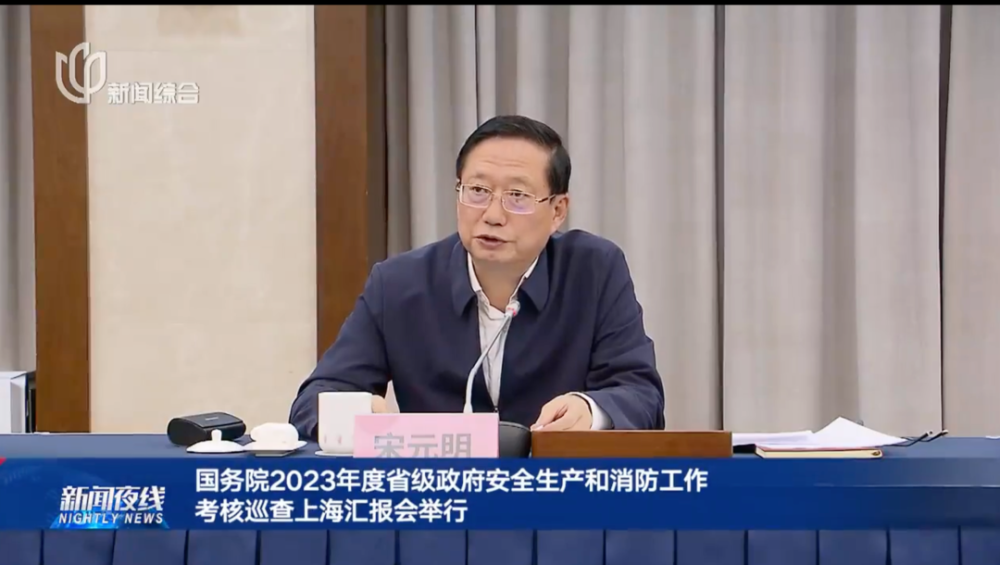 新闻综合
宋元明
国务院2023年度省级政府安全生产和消防工作
考核巡查上海汇报会举行
新闻夜线
NIGHTLY NEWS